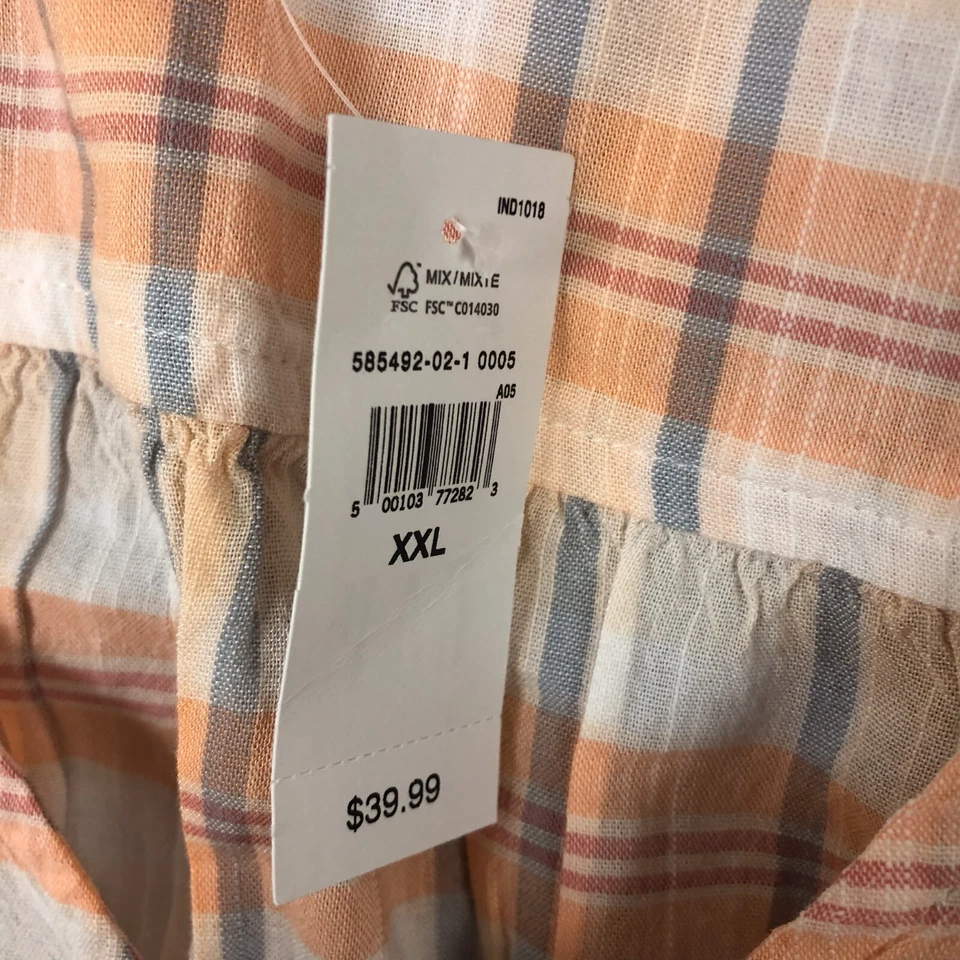 IND1018
MIX/MIXTE
FSC FSC™ C014030
585492-02-1 0005
A05
5 00103 77282 3
XXL
$39.99